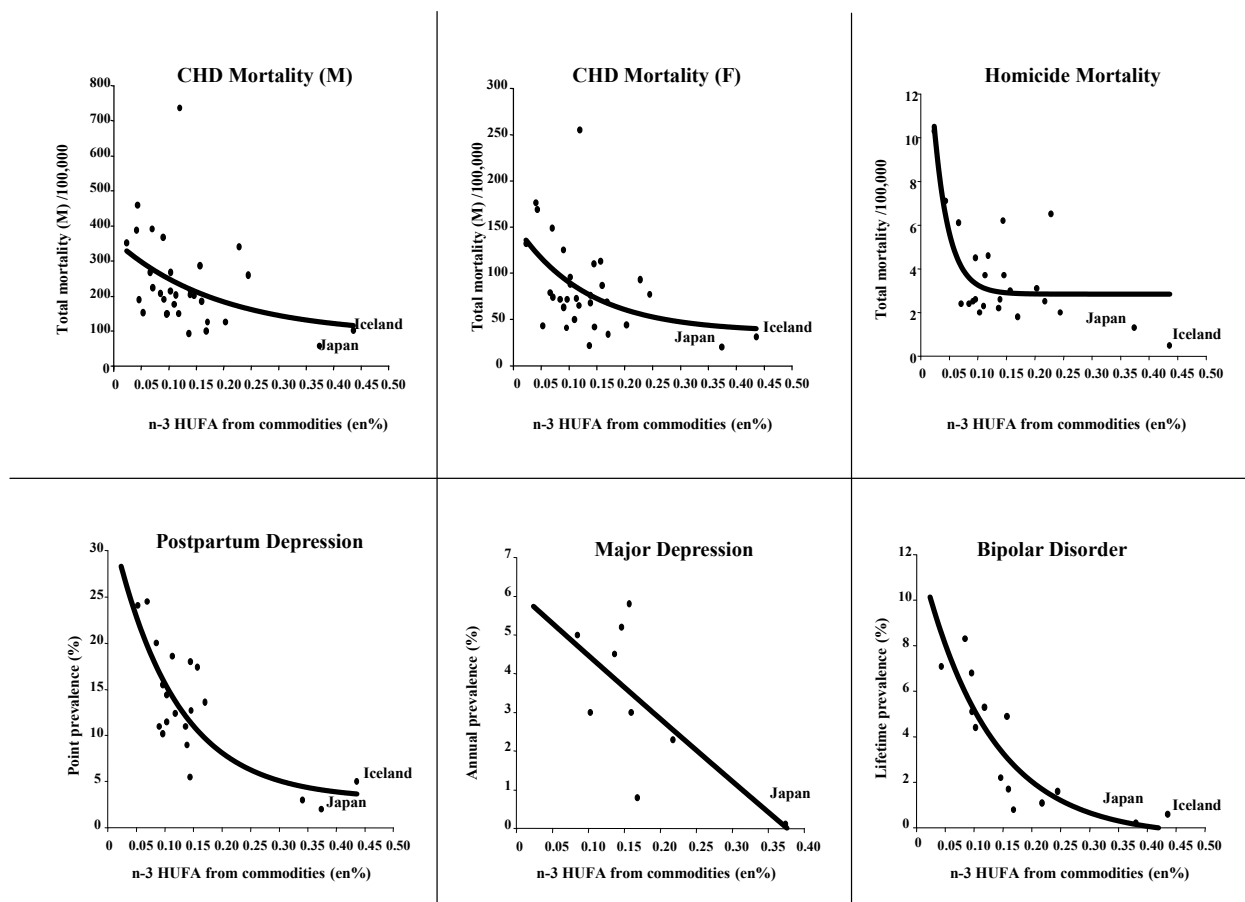 CHD Mortality (M)
Total mortality (M) /100,000
800
700
600
500
400
300
200
100
0
Iceland
Japan
0 0.05 0.10 0.15 0.20 0.25 0.30 0.35 0.40 0.45 0.50
n-3 HUFA from commodities (en%)
CHD Mortality (F)
Total mortality (M) /100,000
300
250
200
150
100
50
0
Japan
Iceland
0 0.05 0.10 0.15 0.20 0.25 0.30 0.35 0.40 0.45 0.50
n-3 HUFA from commodities (en%)
Homicide Mortality
Total mortality /100,000
12
10
8
6
4
2
0
Japan
Iceland
0 0.05 0.10 0.15 0.20 0.25 0.30 0.35 0.40 0.45 0.50
n-3 HUFA from commodities (en%)
Postpartum Depression
Point prevalence (%)
30
25
20
15
10
5
0
Iceland
Japan
0 0.05 0.10 0.15 0.20 0.25 0.30 0.35 0.40 0.45 0.50
n-3 HUFA from commodities (en%)
Major Depression
Annual prevalence (%)
7
6
5
4
3
2
1
0
Japan
0 0.05 0.10 0.15 0.20 0.25 0.30 0.35 0.40
n-3 HUFA from commodities (en%)
Bipolar Disorder
Lifetime prevalence (%)
12
10
8
6
4
2
0
Japan
Iceland
0 0.05 0.10 0.15 0.20 0.25 0.30 0.35 0.40 0.45 0.50
n-3 HUFA from commodities (en%)